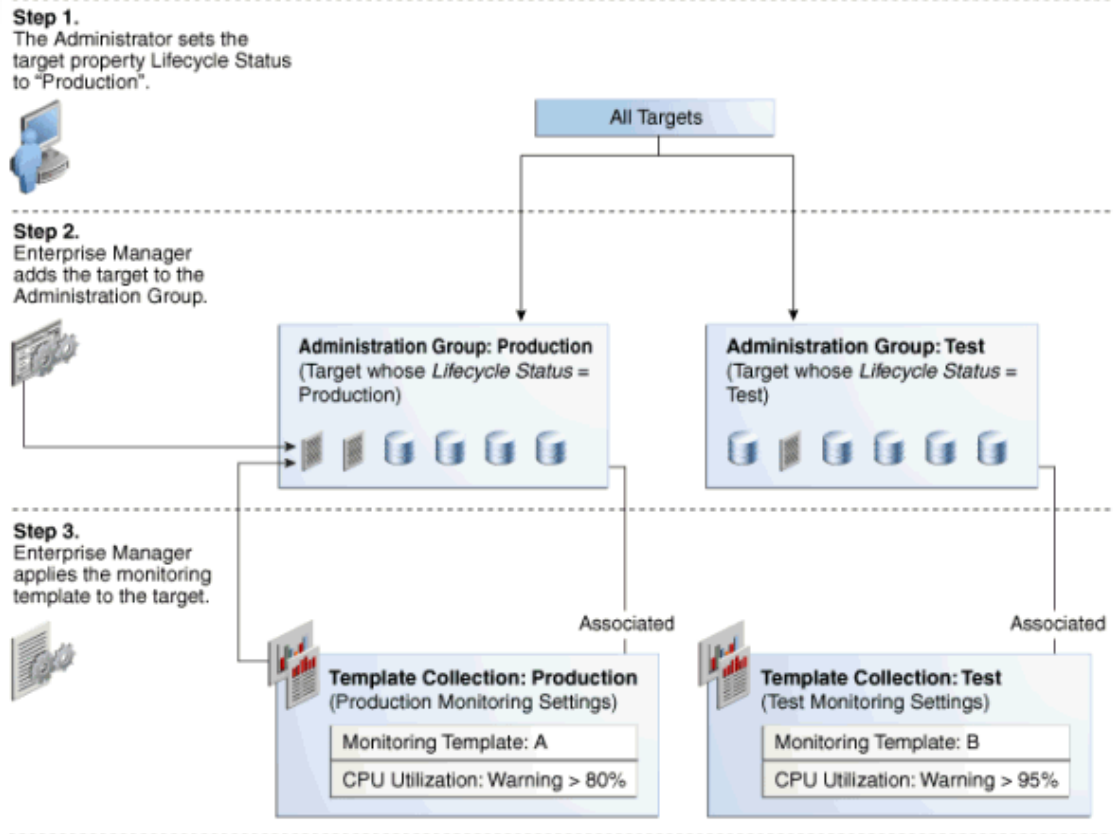 Step 1.
The Administrator sets the
target property Lifecycle Status
to “Production”.
All Targets
Step 2.
Enterprise Manager
adds the target to the
Administration Group.
Administration Group: Production
(Target whose Lifecycle Status =
Production)
Administration Group: Test
(Target whose Lifecycle Status =
Test)
Step 3.
Enterprise Manager
applies the monitoring
template to the target.
Associated
Associated
Template Collection: Production
(Production Monitoring Settings)
Monitoring Template: A
CPU Utilization: Warning > 80%
Template Collection: Test
(Test Monitoring Settings)
Monitoring Template: B
CPU Utilization: Warning > 95%